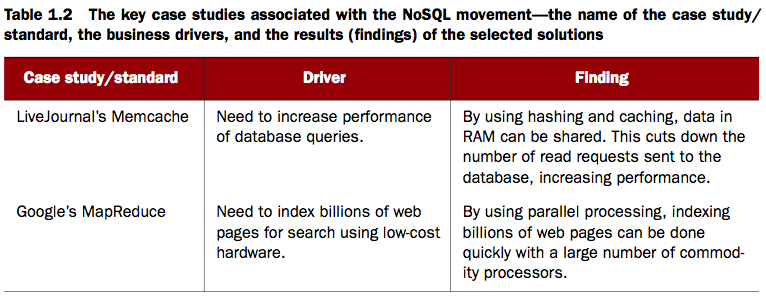 Table 1.2 The key case studies associated with the NoSQL movement—the name of the case study/
standard, the business drivers, and the results (findings) of the selected solutions
Case study/standard Driver Finding
LiveJournal's Memcache
Need to increase performance
of database queries.
By using hashing and caching, data in
RAM can be shared. This cuts down the
number of read requests sent to the
database, increasing performance.
Google's MapReduce
Need to index billions of web
pages for search using low-cost
hardware.
By using parallel processing, indexing
billions of web pages can be done
quickly with a large number of commod-
ity processors.